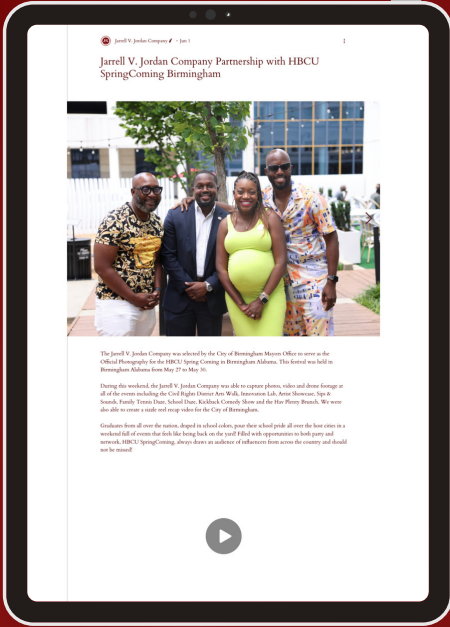 Jarrell V. Jordan Company • Jun 1
Jarrell V. Jordan Company Partnership with HBCU
SpringComing Birmingham
The Jarrell V. Jordan Company was selected by the City of Birmingham Mayors Office to serve as the
Official Photography for the HBCU Spring Coming in Birmingham Alabama. This festival was held in
Birmingham Alabama from May 27 to May 30.
During this weekend, the Jarrell V. Jordan Company was able to capture photos, video and drone footage at
all of the events including the Civil Rights District Arts Walk, Innovation Lab, Artist Showcase, Sips &
Sounds, Family Tennis Daze, School Daze, Kickback Comedy Show and the Her Plenty Brunch. We were
also able to create a sizzle reel recap video for the City of Birmingham.
Graduates from all over the nation, draped in school colors, pour their school pride all over the host cities in a
weekend full of events that feels like being back on the yard! Filled with opportunities to both party and
network, HBCU SpringComing, always draws an audience of influencers from across the country and should
not be missed!